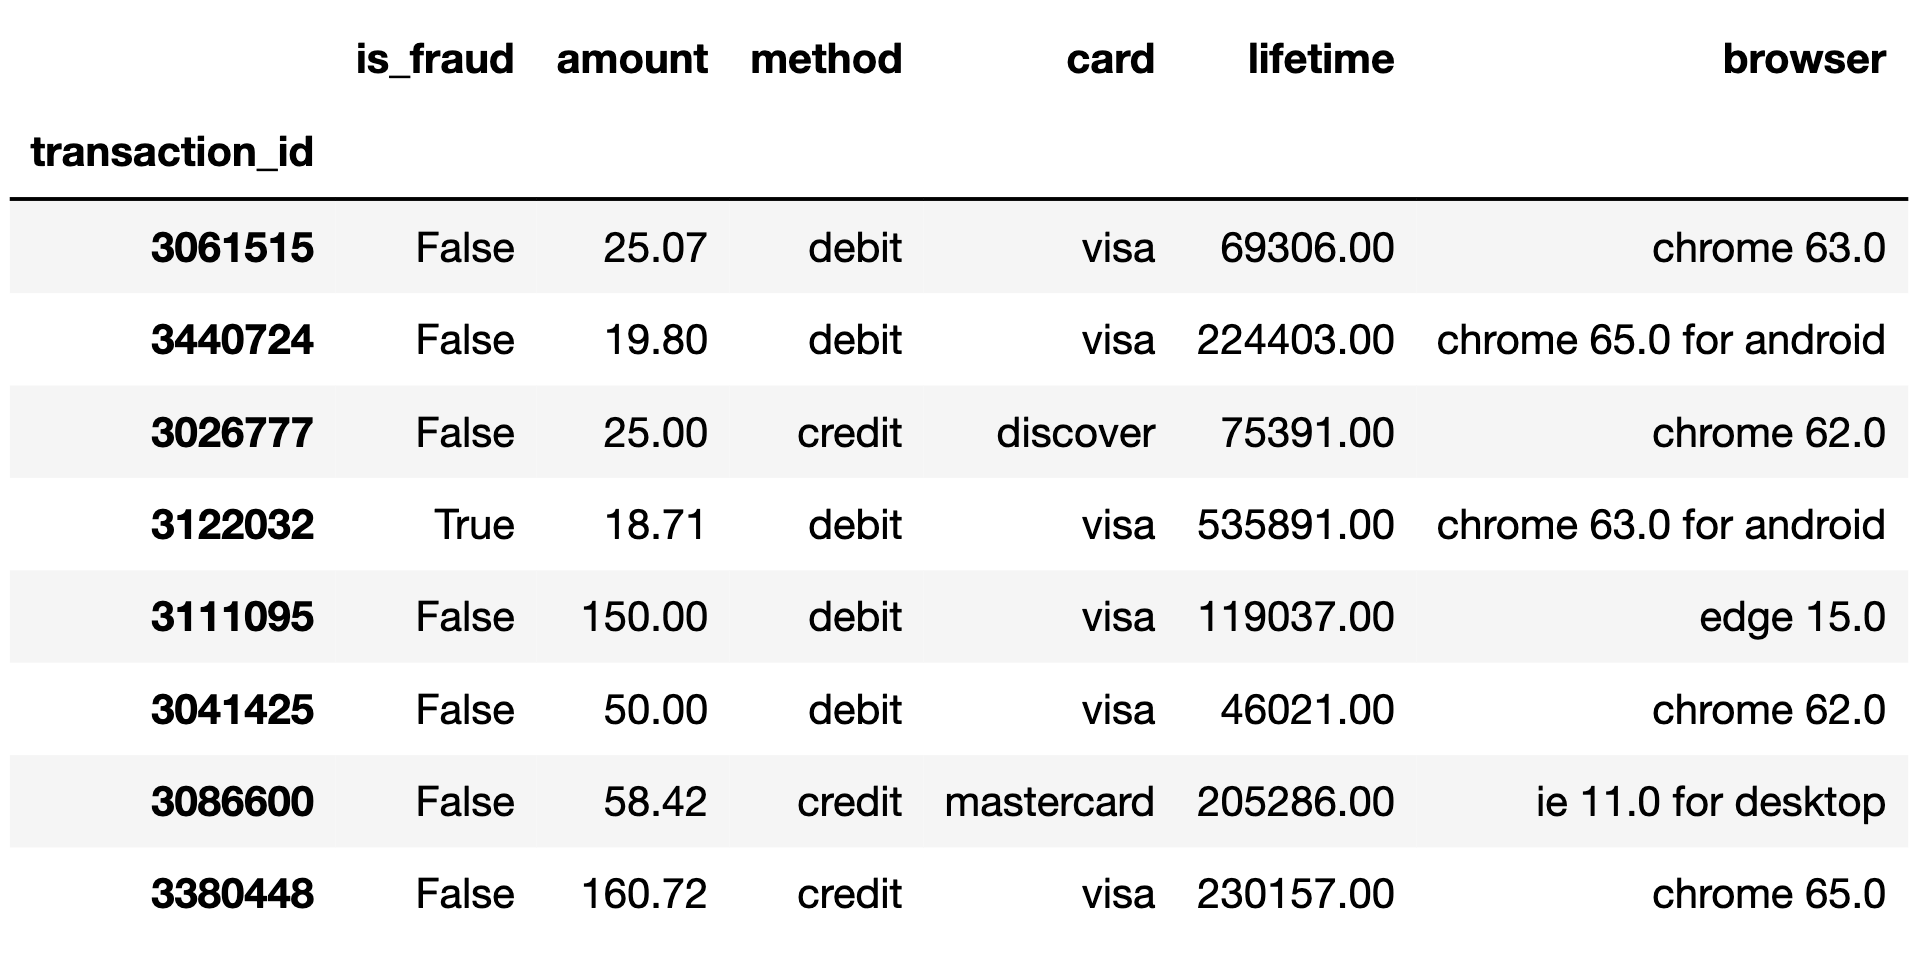 is_fraud amount method card lifetime browser
transaction_id
3061515 False 25.07 debit visa 69306.00 chrome 63.0
3440724 False 19.80 debit visa 224403.00 chrome 65.0 for android
3026777 False 25.00 credit discover 75391.00 chrome 62.0
3122032 True 18.71 debit visa 535891.00 chrome 63.0 for android
3111095 False 150.00 debit visa 119037.00 edge 15.0
3041425 False 50.00 debit visa 46021.00 chrome 62.0
3086600 False 58.42 credit mastercard 205286.00 ie 11.0 for desktop
3380448 False 160.72 credit visa 230157.00 chrome 65.0